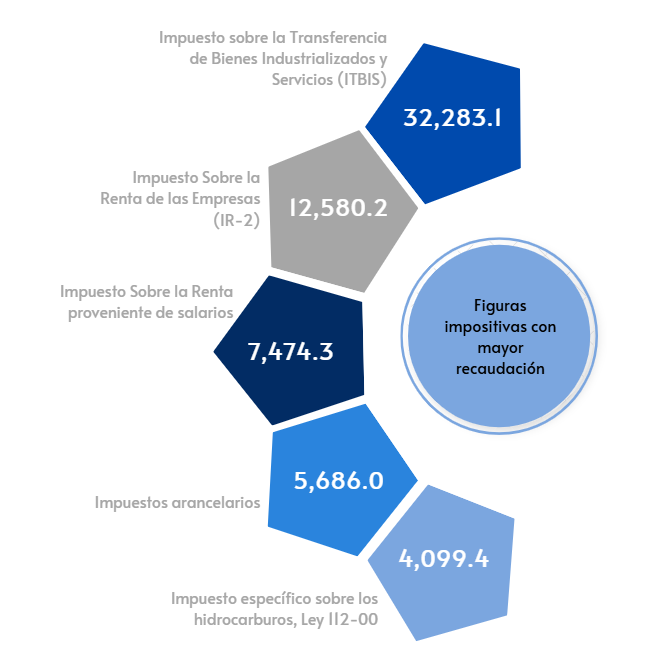 Impuesto sobre la Transferencia
de Bienes Industrializados y
Servicios (ITBIS)
32,283.1
Impuesto Sobre la
Renta de las Empresas
(IR-2)
12,580.2
Impuesto Sobre la Renta
proveniente de salarios
7,474.3
Figuras
impositivas con
mayor
recaudación
Impuestos arancelarios
5,686.0
Impuesto específico sobre los
hidrocarburos, Ley 112-00
4,099.4